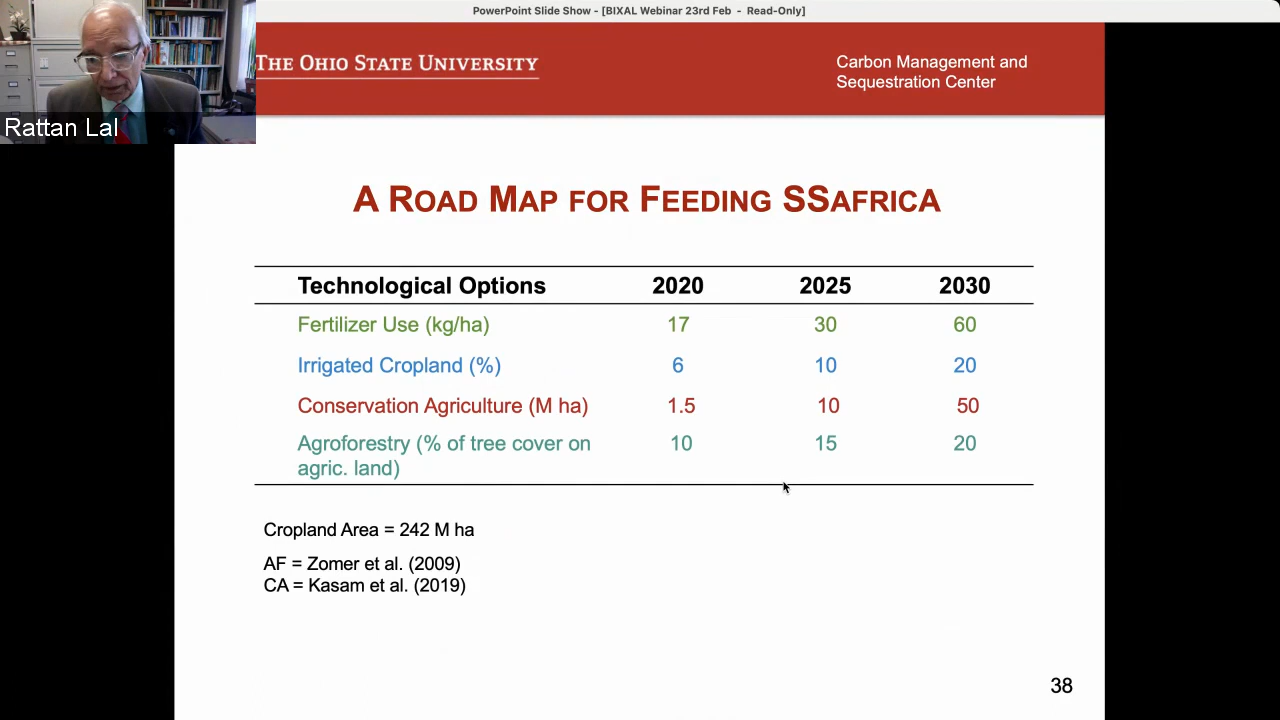 PowerPoint Slide Show - [BIXAL Webinar 23rd Feb - Read-Only]
THE OHIO STATE UNIVERSITY
Carbon Management and
Sequestration Center
Rattan Lal
A ROAD MAP FOR FEEDING SSAFRICA
Technological Options 2020 2025 2030
Fertilizer Use (kg/ha) 17 30 60
Irrigated Cropland (%) 6 10 20
Conservation Agriculture (M ha) 1.5 10 50
Agroforestry (% of tree cover on 10 15 20
agric. land)
Cropland Area = 242 M ha
AF = Zomer et al. (2009)
CA = Kasam et al. (2019)
38